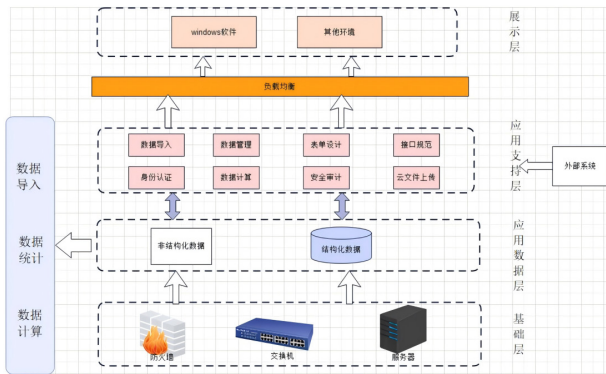 windows软件
其他环境
展示层
负载均衡
数据导入
数据管理
表单设计
接口规范
身份认证
数据计算
安全审计
云文件上传
应用支持层
外部系统
数据
导入
数据
统计
数据
计算
非结构化数据
结构化数据
应用数据层
防火墙
交换机
服务器
基础层